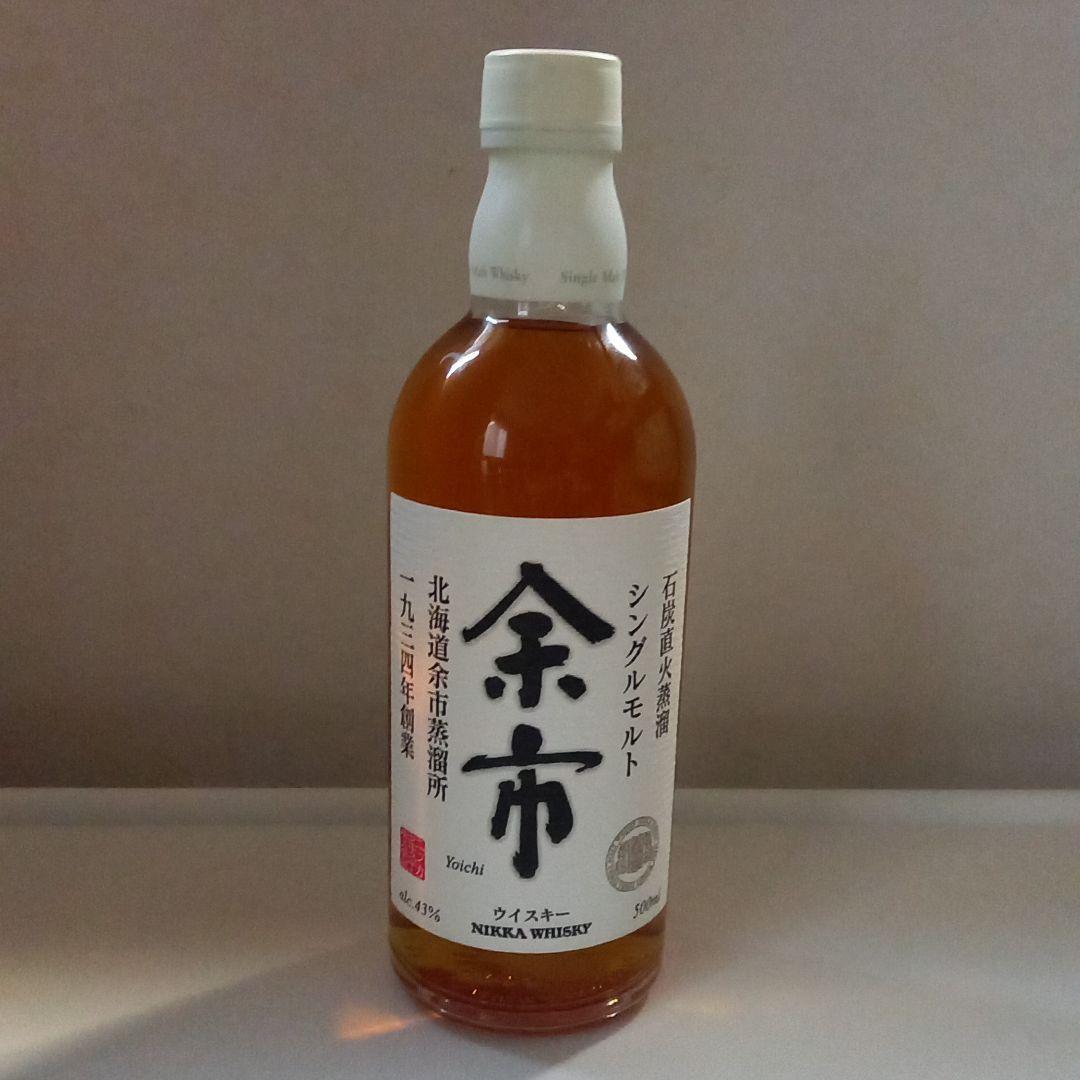 Malt Whisky Single Malt
石炭直火蒸溜
シングルモルト
余市
北海道余市蒸溜所
一九三四年創業
Yoichi
alc.43%
ウイスキー
500ml
NIKKA WHISKY